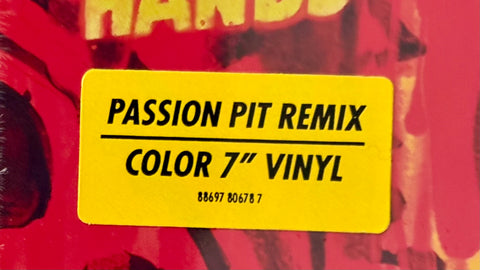 HANDS
PASSION PIT REMIX
COLOR 7" VINYL
88697 80678 7